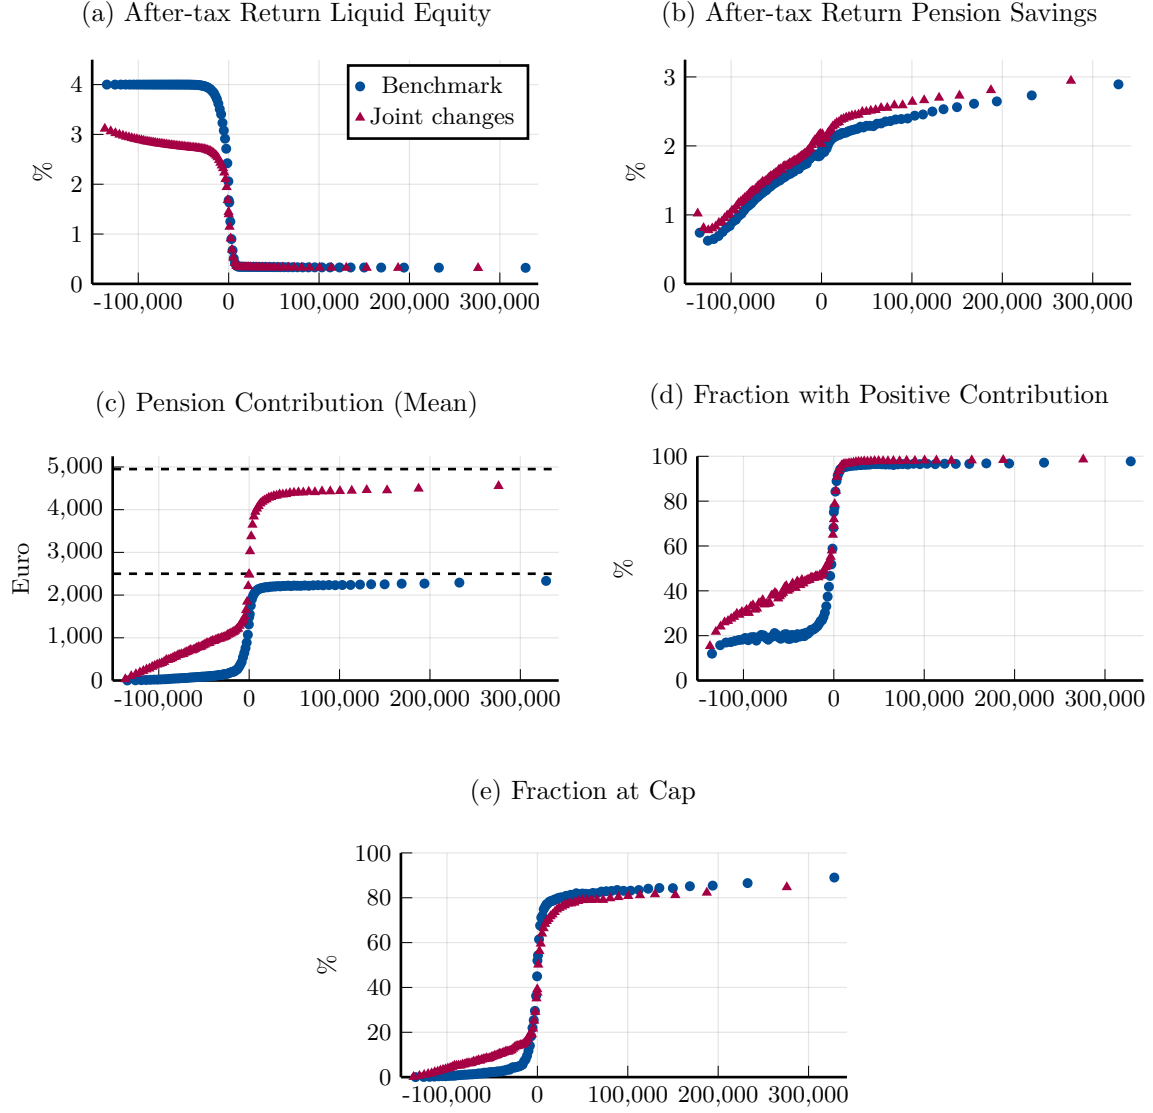 (a) After-tax Return Liquid Equity
%
4
3
2
1
0
-100,000 0 100,000 200,000 300,000
Benchmark
Joint changes
(b) After-tax Return Pension Savings
%
3
2
1
0
-100,000 0 100,000 200,000 300,000
(c) Pension Contribution (Mean)
Euro
5,000
4,000
3,000
2,000
1,000
0
-100,000 0 100,000 200,000 300,000
(d) Fraction with Positive Contribution
%
100
80
60
40
20
0
-100,000 0 100,000 200,000 300,000
(e) Fraction at Cap
%
100
80
60
40
20
0
-100,000 0 100,000 200,000 300,000